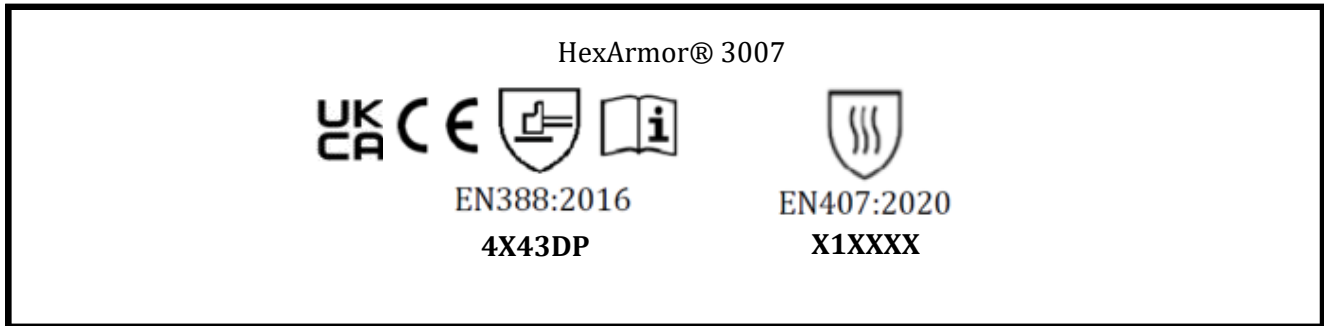 HexArmor® 3007
UK
CA CE i
EN388:2016
4X43DP
EN407:2020
X1XXXX